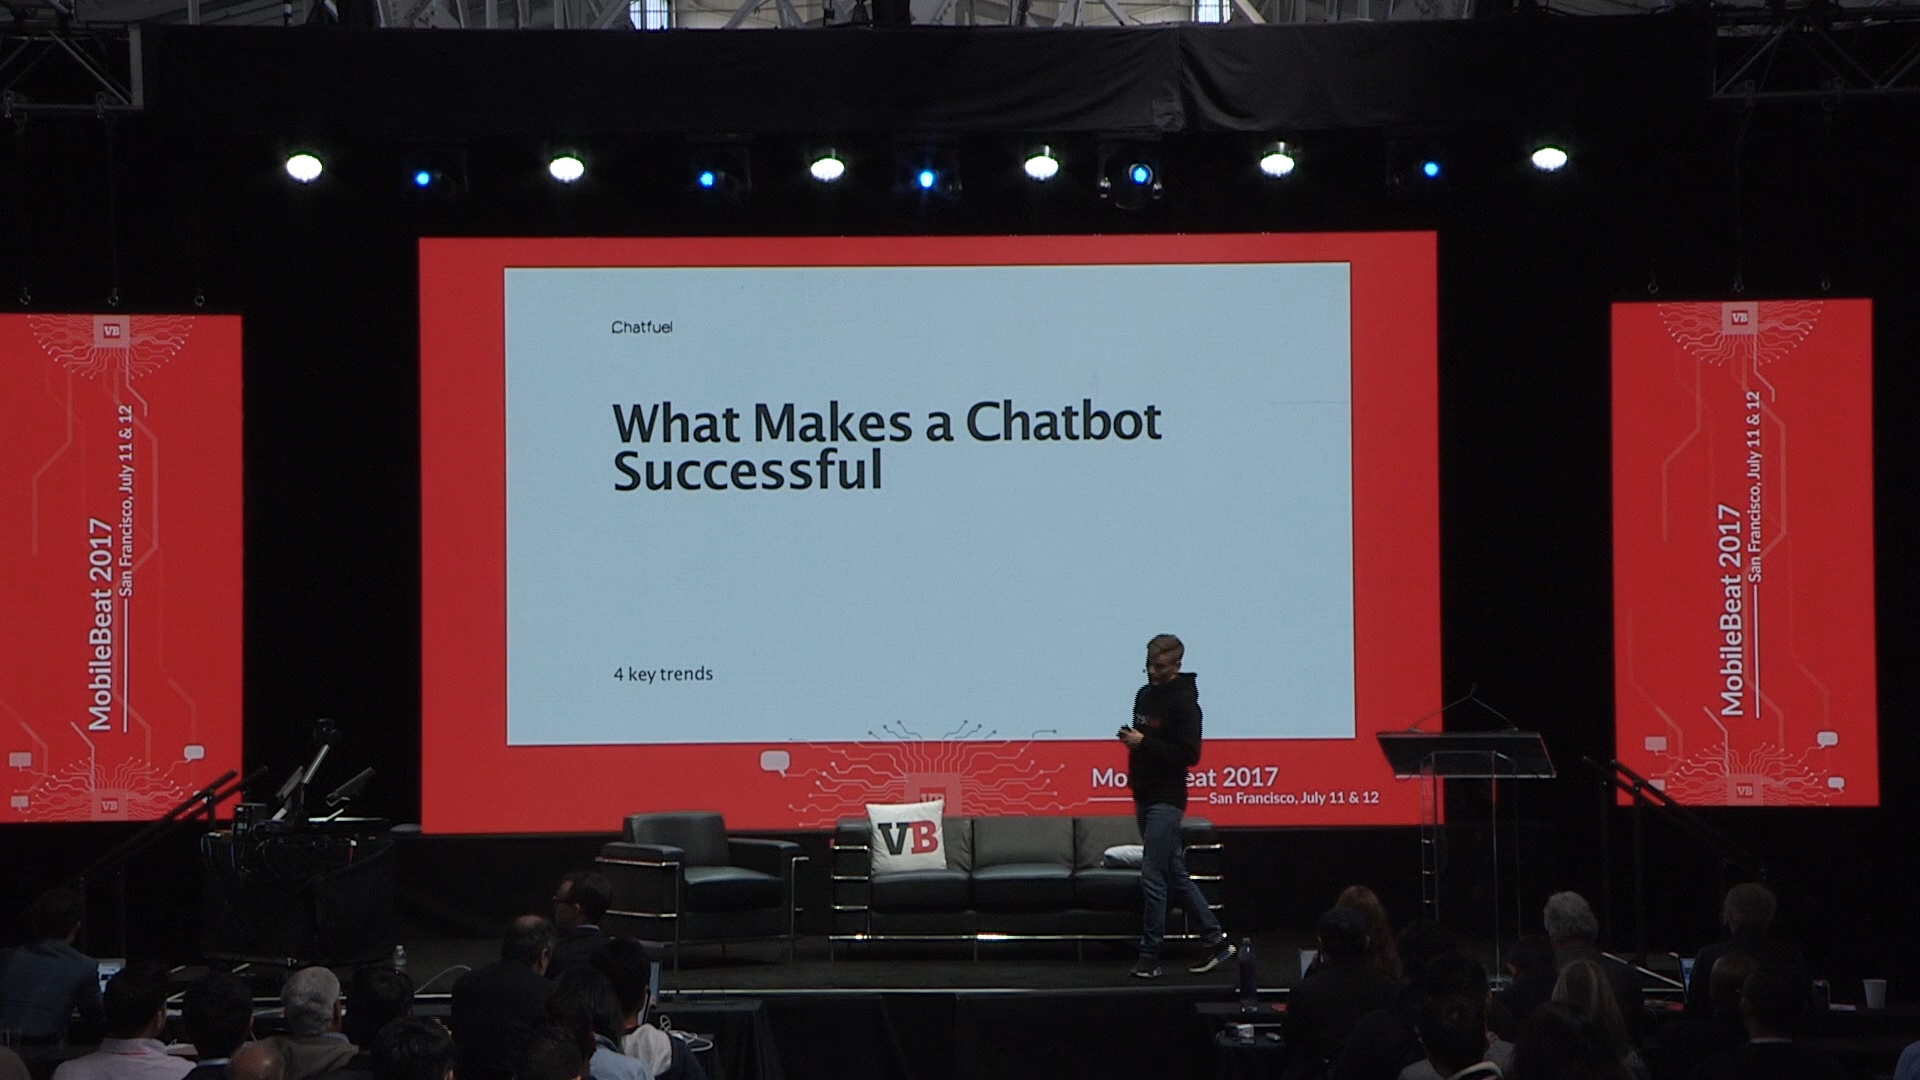 VB
MobileBeat 2017
San Francisco, July 11 & 12
VB
Chatfuel
What Makes a Chatbot
Successful
4 key trends
eat 2017
San Francisco, July 11 & 12
VB
VB
MobileBeat 2017
San Francisco, July 11 & 12
VB